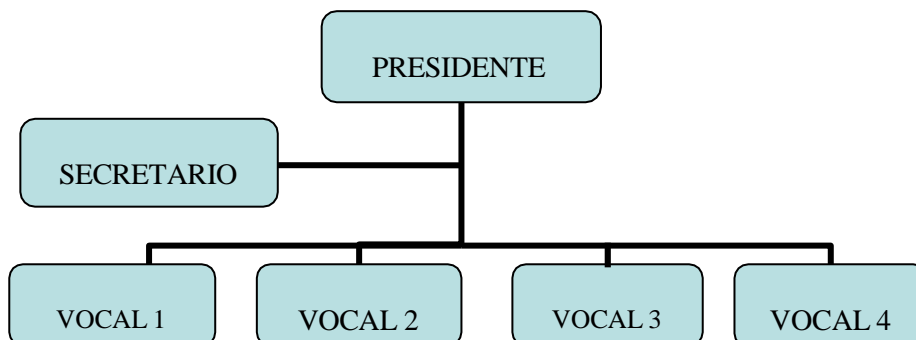 PRESIDENTE
SECRETARIO
VOCAL 1
VOCAL 2
VOCAL 3
VOCAL 4